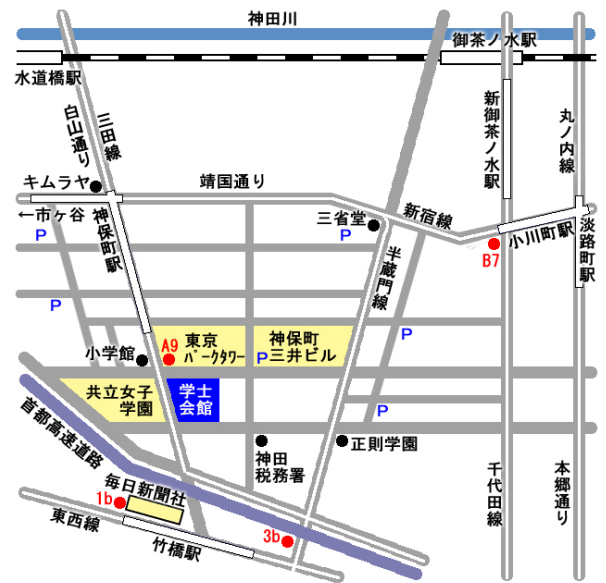 神田川
御茶ノ水駅
水道橋駅
白山通り
三田線
新御茶ノ水駅
丸ノ内線
キムラヤ
靖国通り
←市ヶ谷
P
神保町駅
三省堂
P
新宿線
小川町駅
淡路町駅
B7
半蔵門線
P
P
小学館
A9
東京
パークタワー
P
神保町
三井ビル
共立女子
学園
学士
会館
P
首都高速道路
神田
税務署
正則学園
毎日新聞社
1b
東西線
竹橋駅
3b
千代田線
本郷通り